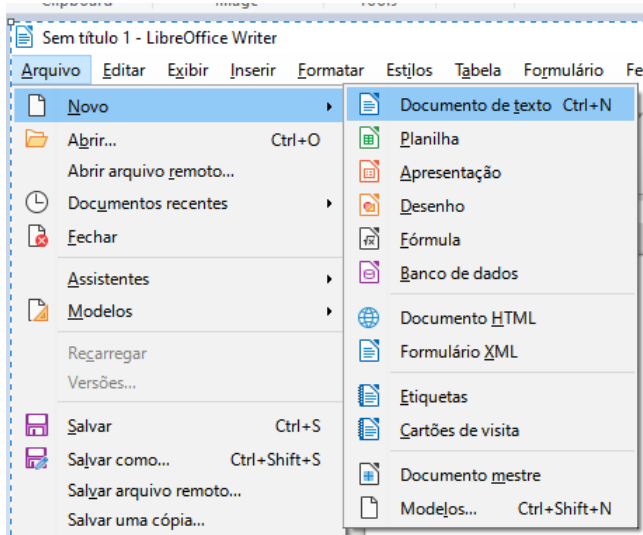 Sem título 1 - LibreOffice Writer
Arquivo Editar Exibir Inserir Formatar Estilos Tabela Formulário Fe
Novo
Abrir... Ctrl+O
Abrir arquivo remoto...
Documentos recentes
Fechar
Assistentes
Modelos
Recarregar
Versões...
Salvar Ctrl+S
Salvar como... Ctrl+Shift+S
Salvar arquivo remoto...
Salvar uma cópia...
Documento de texto Ctrl+N
Planilha
Apresentação
Desenho
Fórmula
Banco de dados
Documento HTML
Formulário XML
Etiquetas
Cartões de visita
Documento mestre
Modelos... Ctrl+Shift+N